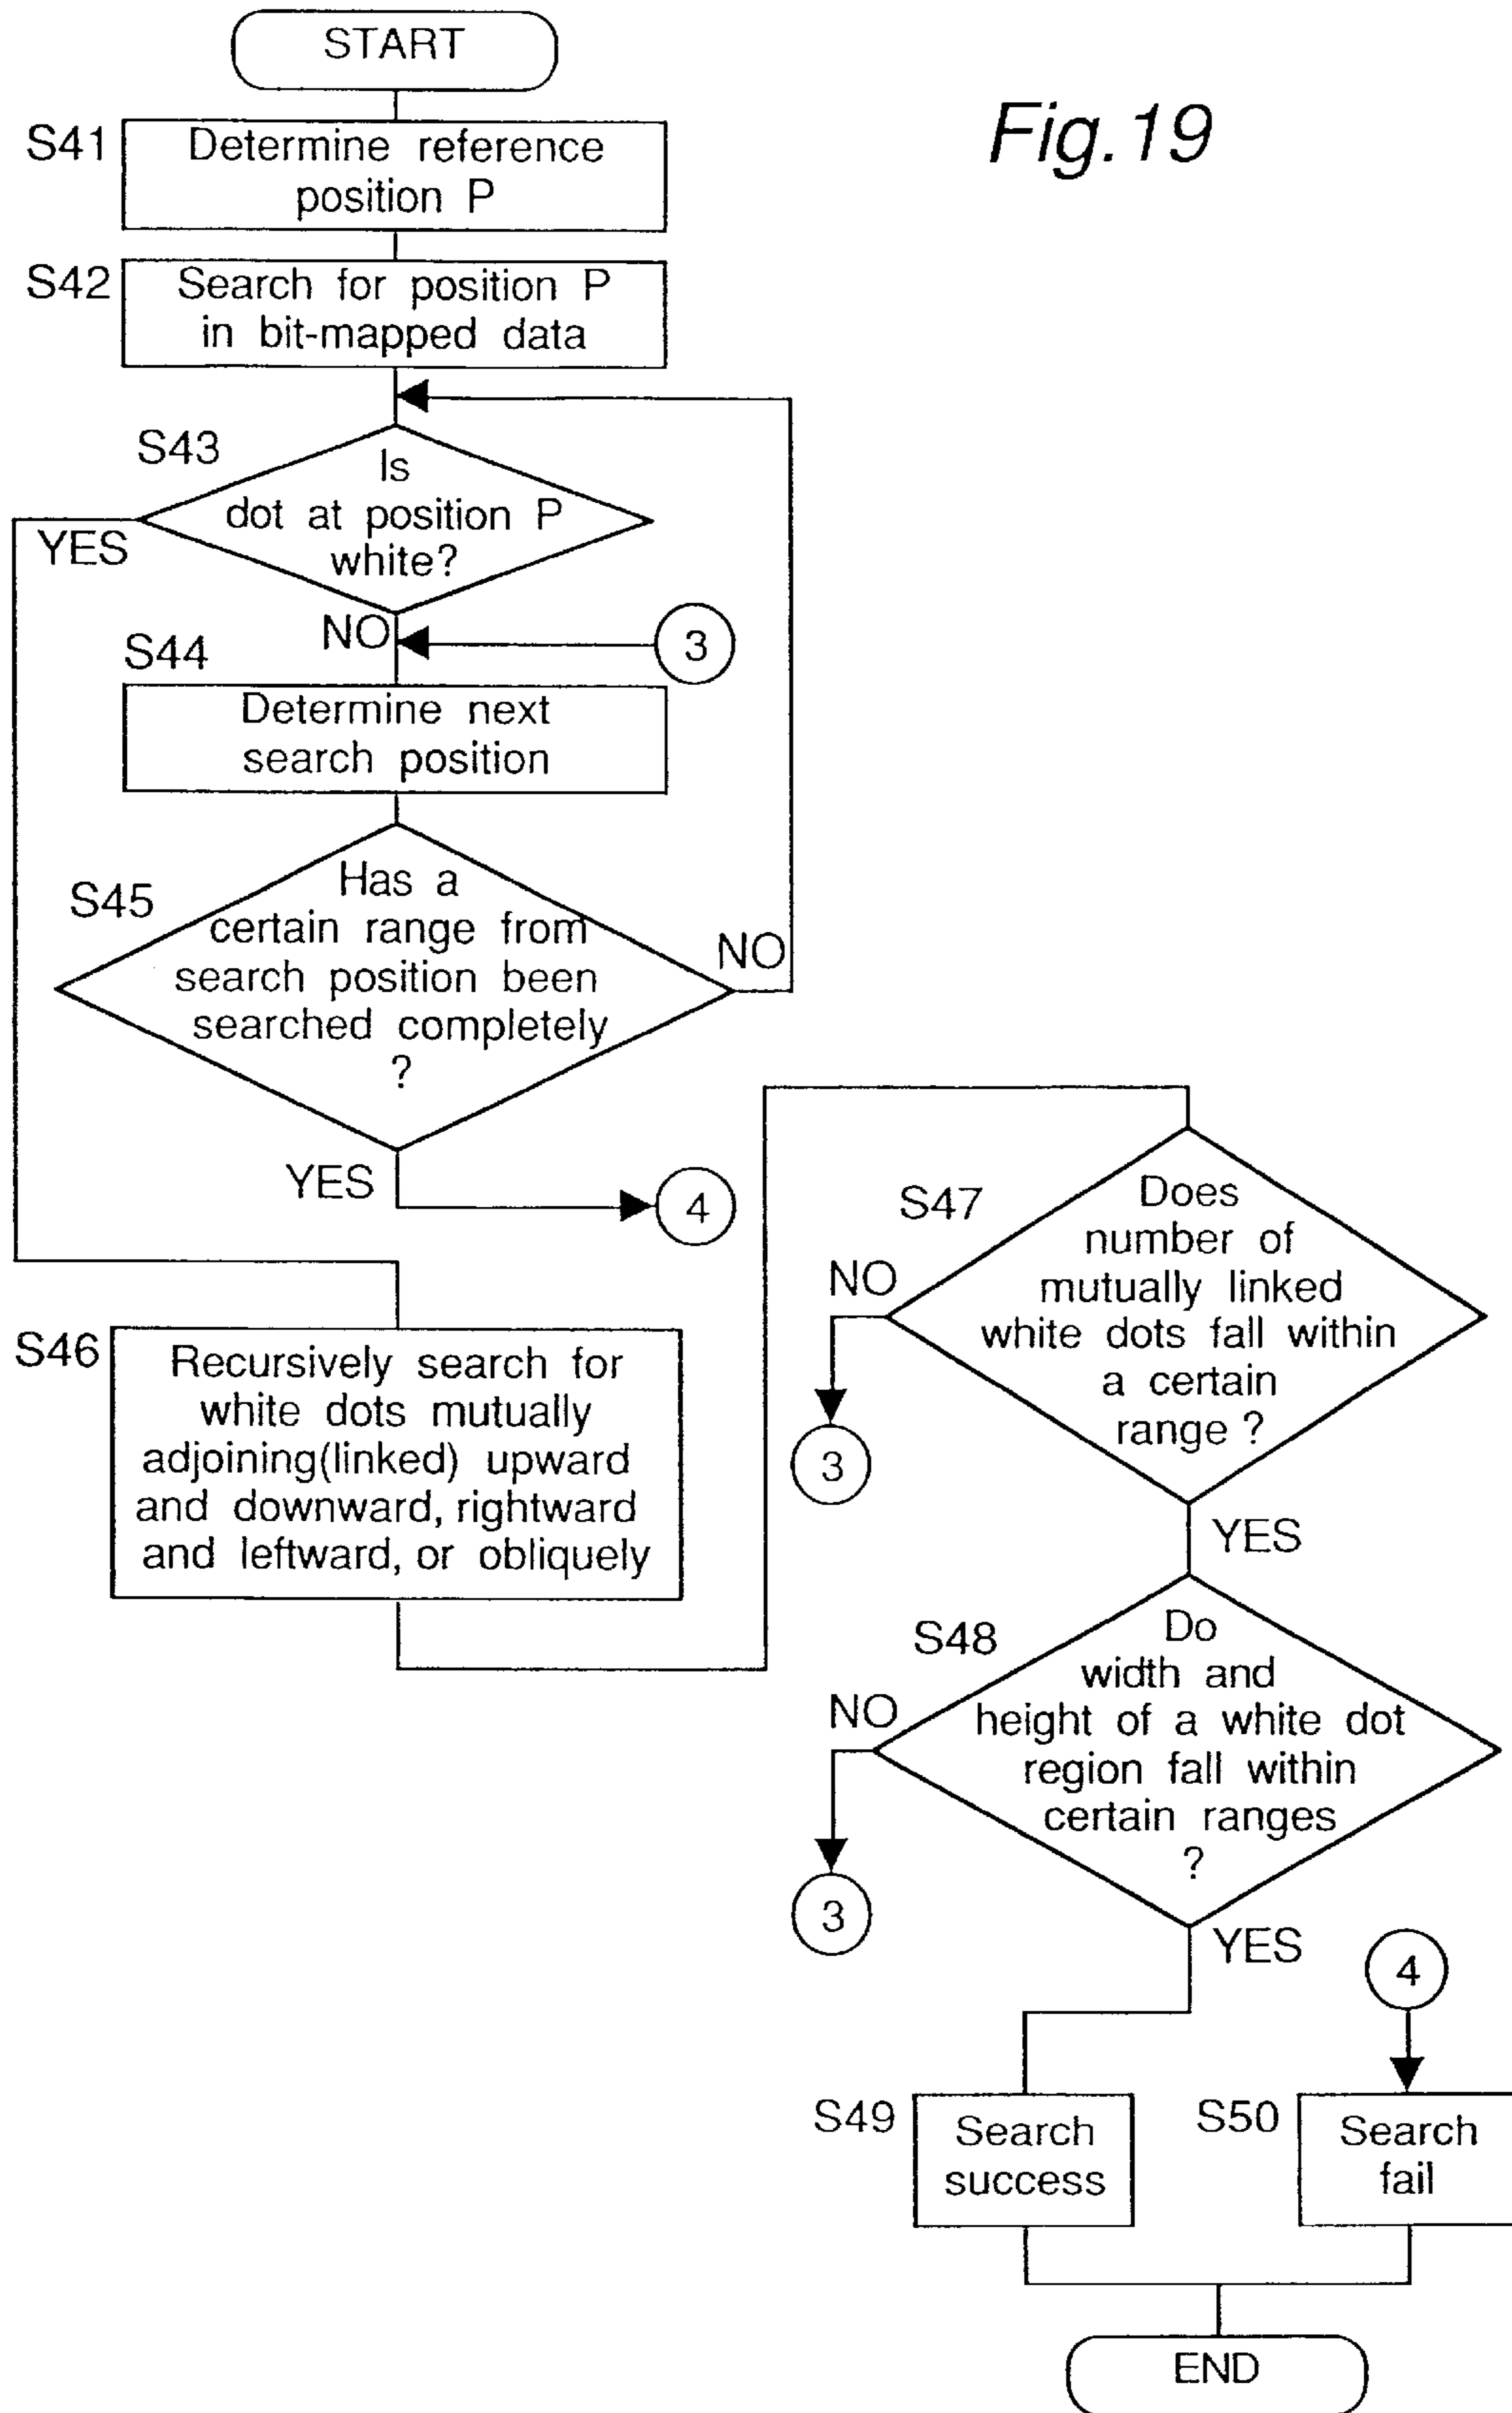 START
Fig.19
S41
Determine reference
position P
S42
Search for position P
in bit-mapped data
S43
Is
dot at position P
white?
YES
NO
3
S44
Determine next
search position
S45
Has a
certain range from
search position been
searched completely
?
NO
YES
4
S46
Recursively search for
white dots mutually
adjoining(linked) upward
and downward, rightward
and leftward, or obliquely
S47
Does
number of
mutually linked
white dots fall within
a certain
range ?
NO
3
YES
S48
Do
width and
height of a white dot
region fall within
certain ranges
?
NO
3
YES
4
S49
Search
success
S50
Search
fail
END